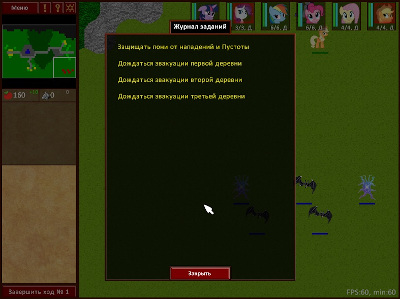 Меню
!
!
?
Журнал заданий
Защищать пони от нападений и Пустоты
Дождаться эвакуации первой деревни
Дождаться эвакуации второй деревни
Дождаться эвакуации третьей деревни
Закрыть
Завершить ход № 1
FPS:60, min:60